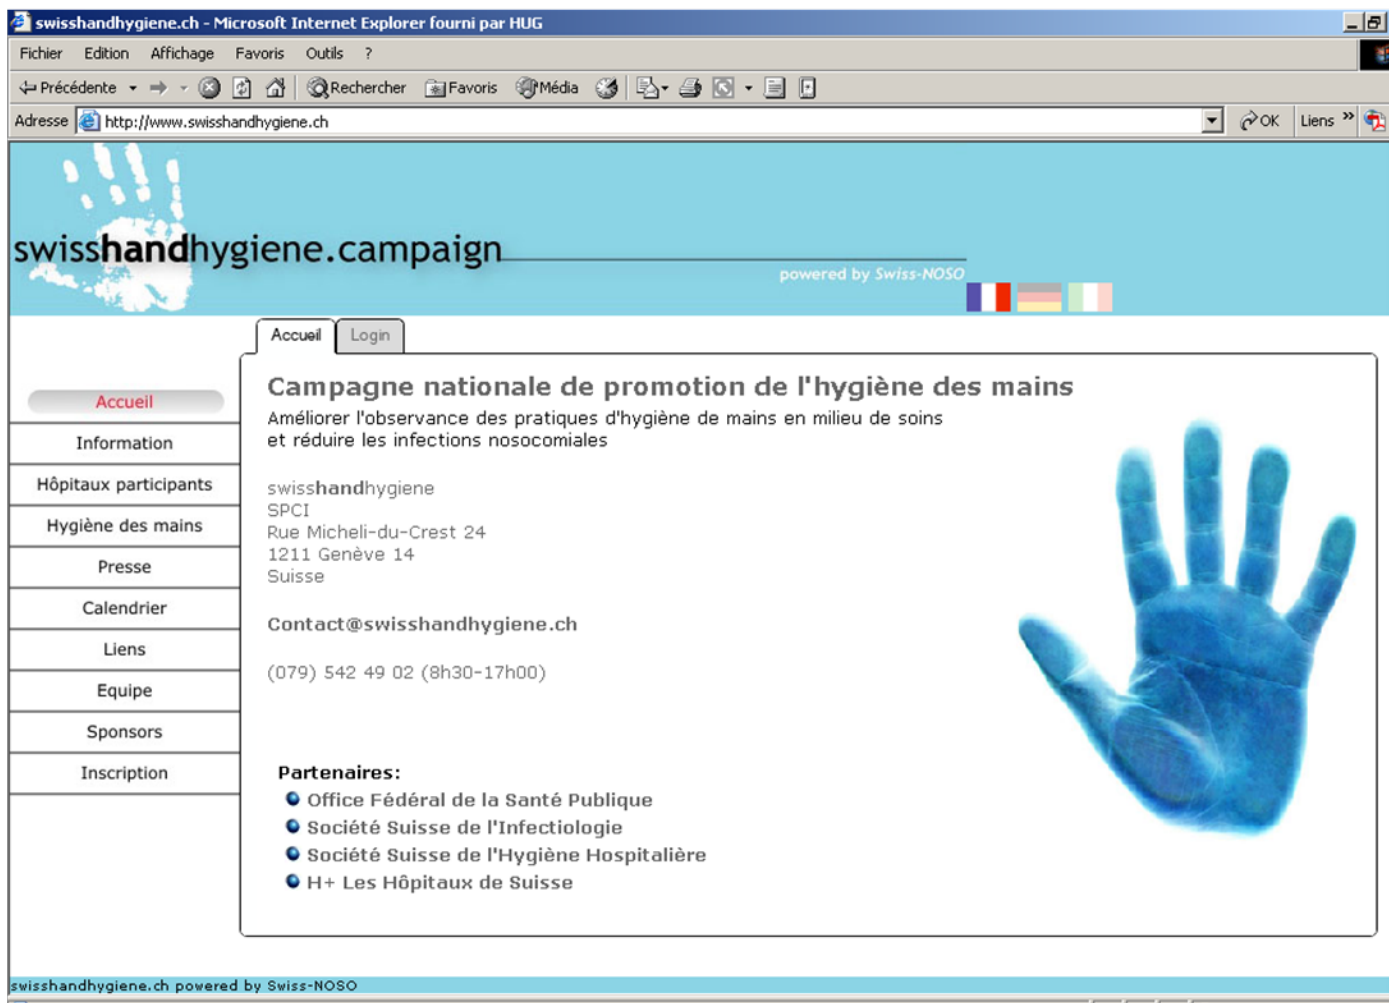 swisshandhygiene.ch - Microsoft Internet Explorer fourni par HUG
Fichier Edition Affichage Favoris Outils ?
Précédente Rechercher Favoris Média
Adresse http://www.swisshandhygiene.ch OK Liens »
swisshandhygiene.campaign
powered by Swiss-NOSO
Accueil Login
Accueil
Information
Hôpitaux participants
Hygiène des mains
Presse
Calendrier
Liens
Equipe
Sponsors
Inscription
Campagne nationale de promotion de l'hygiène des mains
Améliorer l'observance des pratiques d'hygiène de mains en milieu de soins
et réduire les infections nosocomiales
swisshandhygiene
SPCI
Rue Micheli-du-Crest 24
1211 Genève 14
Suisse
Contact@swisshandhygiene.ch
(079) 542 49 02 (8h30-17h00)
Partenaires:
Office Fédéral de la Santé Publique
Société Suisse de l'Infectiologie
Société Suisse de l'Hygiène Hospitalière
H+ Les Hôpitaux de Suisse
swisshandhygiene.ch powered by Swiss-NOSO